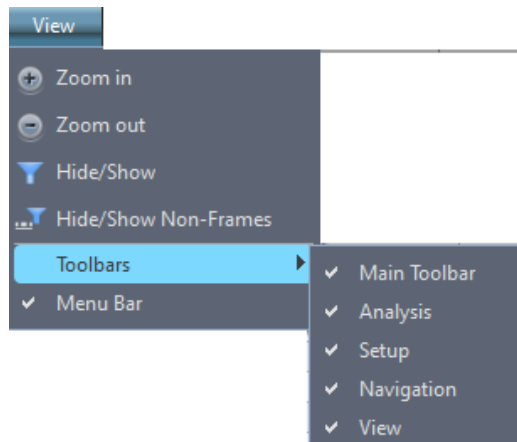 View
Zoom in
Zoom out
Hide/Show
Hide/Show Non-Frames
Toolbars
Menu Bar
Main Toolbar
Analysis
Setup
Navigation
View